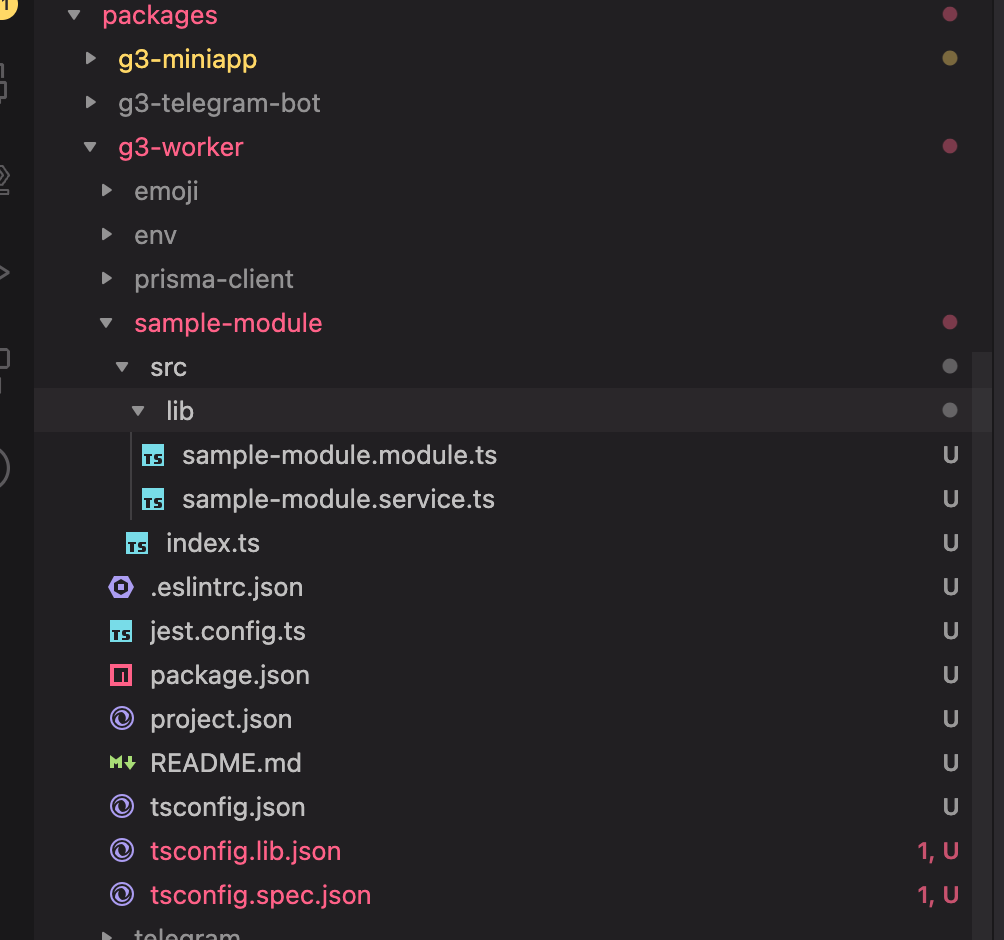 1
packages
g3-miniapp
g3-telegram-bot
g3-worker
emoji
env
prisma-client
sample-module
src
lib
TS sample-module.module.ts U
TS sample-module.service.ts U
TS index.ts U
.eslintrc.json U
TS jest.config.ts U
package.json U
project.json U
M README.md U
tsconfig.json U
tsconfig.lib.json 1, U
tsconfig.spec.json 1, U
telegram